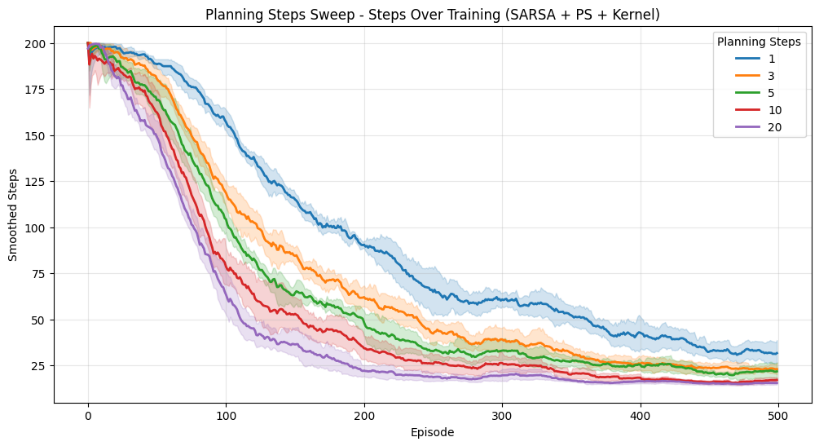 Planning Steps Sweep - Steps Over Training (SARSA + PS + Kernel)
Planning Steps
1
3
5
10
20
Smoothed Steps
200
175
150
125
100
75
50
25
0 100 200 300 400 500
Episode